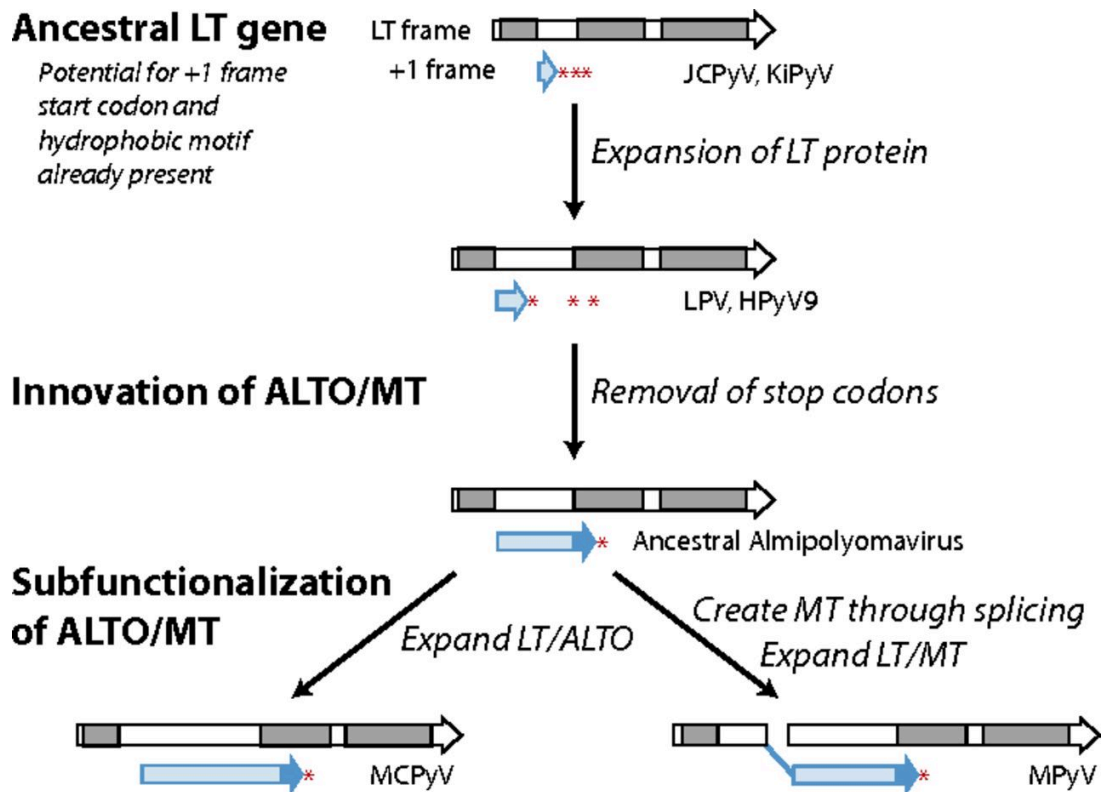 Ancestral LT gene
Potential for +1 frame
start codon and
hydrophobic motif
already present
LT frame
+1 frame
***
JCPyV, KiPyV
Expansion of LT protein
* * *
LPV, HPyV9
Innovation of ALTO/MT
Removal of stop codons
*
Ancestral Almipolyomavirus
Subfunctionalization
of ALTO/MT
Expand LT/ALTO
Create MT through splicing
Expand LT/MT
*
MCPyV
*
MPyV